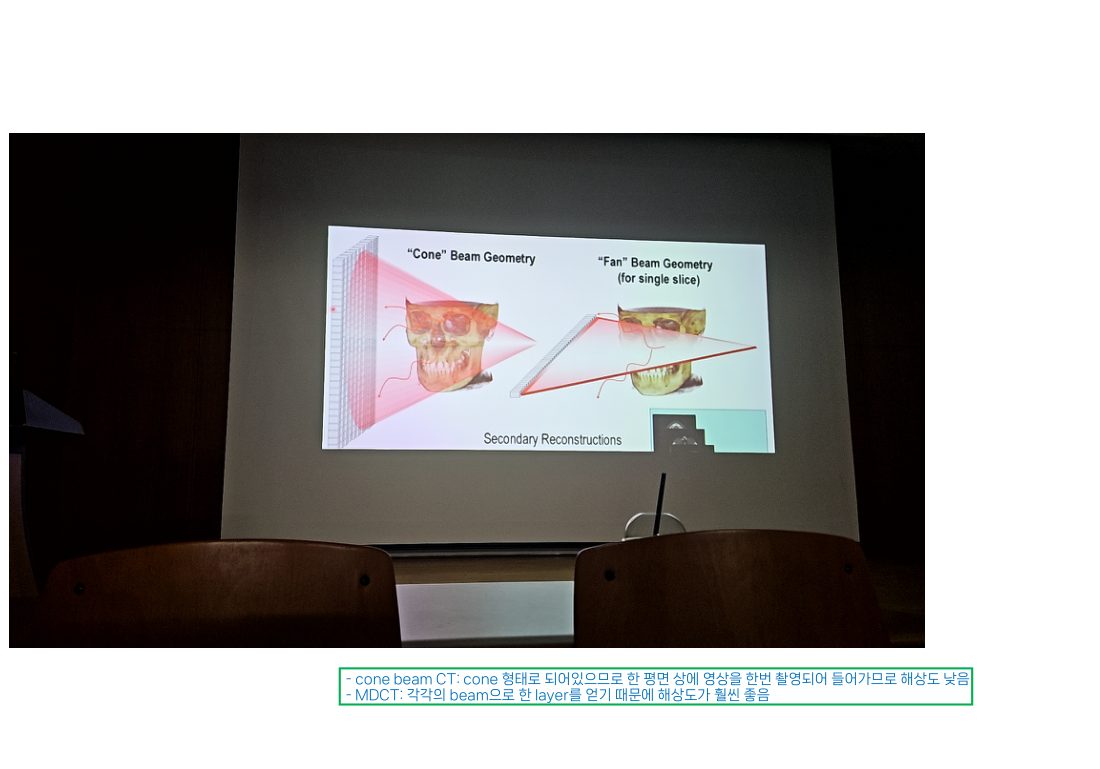 “Cone” Beam Geometry
“Fan” Beam Geometry
(for single slice)
Secondary Reconstructions
- cone beam CT: cone 형태로 되어있으므로 한 평면 상에 영상을 한번 촬영되어 들어가므로 해상도 낮음
- MDCT: 각각의 beam으로 한 layer를 얻기 때문에 해상도가 훨씬 좋음